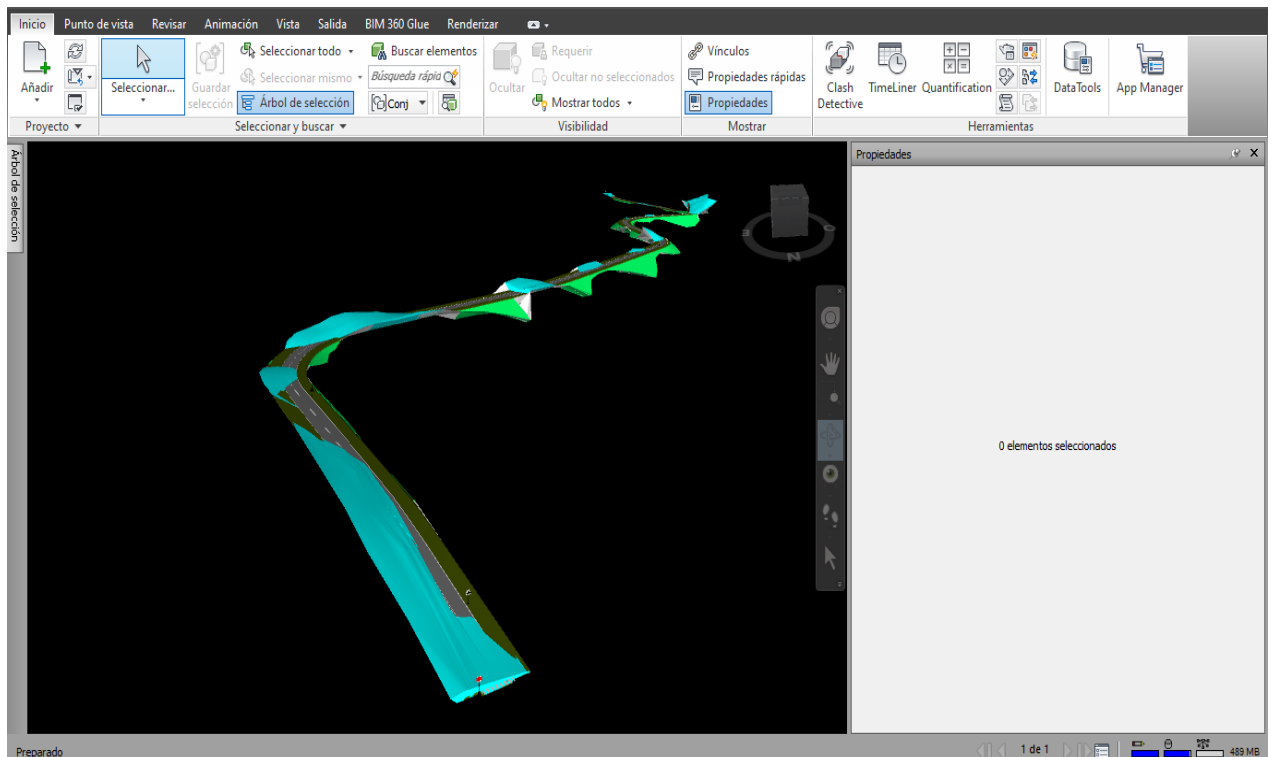 Inicio Punto de vista Revisar Animación Vista Salida BIM 360 Glue Renderizar
Añadir
Proyecto
Seleccionar...
Guardar
selección
Seleccionar todo
Seleccionar mismo
Árbol de selección
Buscar elementos
Búsqueda rápia
Conj
Seleccionar y buscar
Ocultar
Requerir
Ocultar no seleccionados
Mostrar todos
Visibilidad
Vínculos
Propiedades rápidas
Propiedades
Mostrar
Clash
Detective
TimeLiner
Quantification
DataTools
App Manager
Herramientas
Árbol de selección
Propiedades
E
N
O
0 elementos seleccionados
Preparado
1 de 1
489 MB